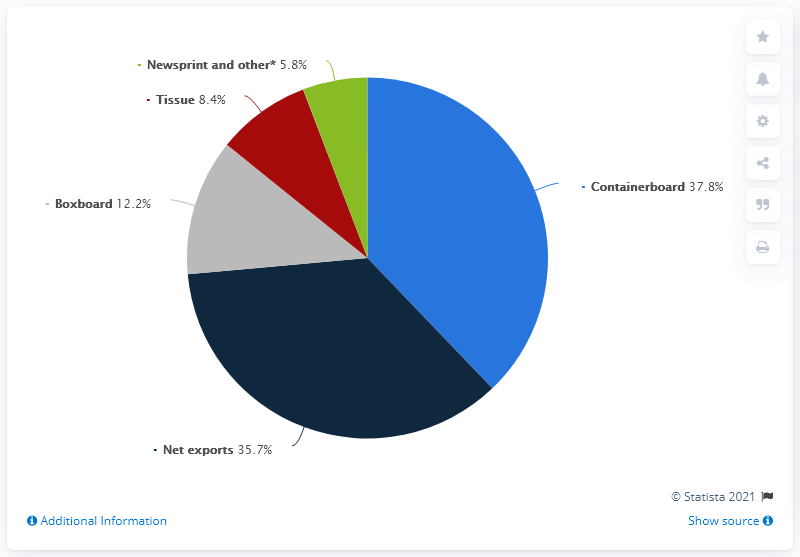 Newsprint and other* 5.8%
Tissue 8.4%
Containerboard 37.8%
Boxboard 12.2%
Net exports 35.7%
© Statista 2021
Additional Information
Show source